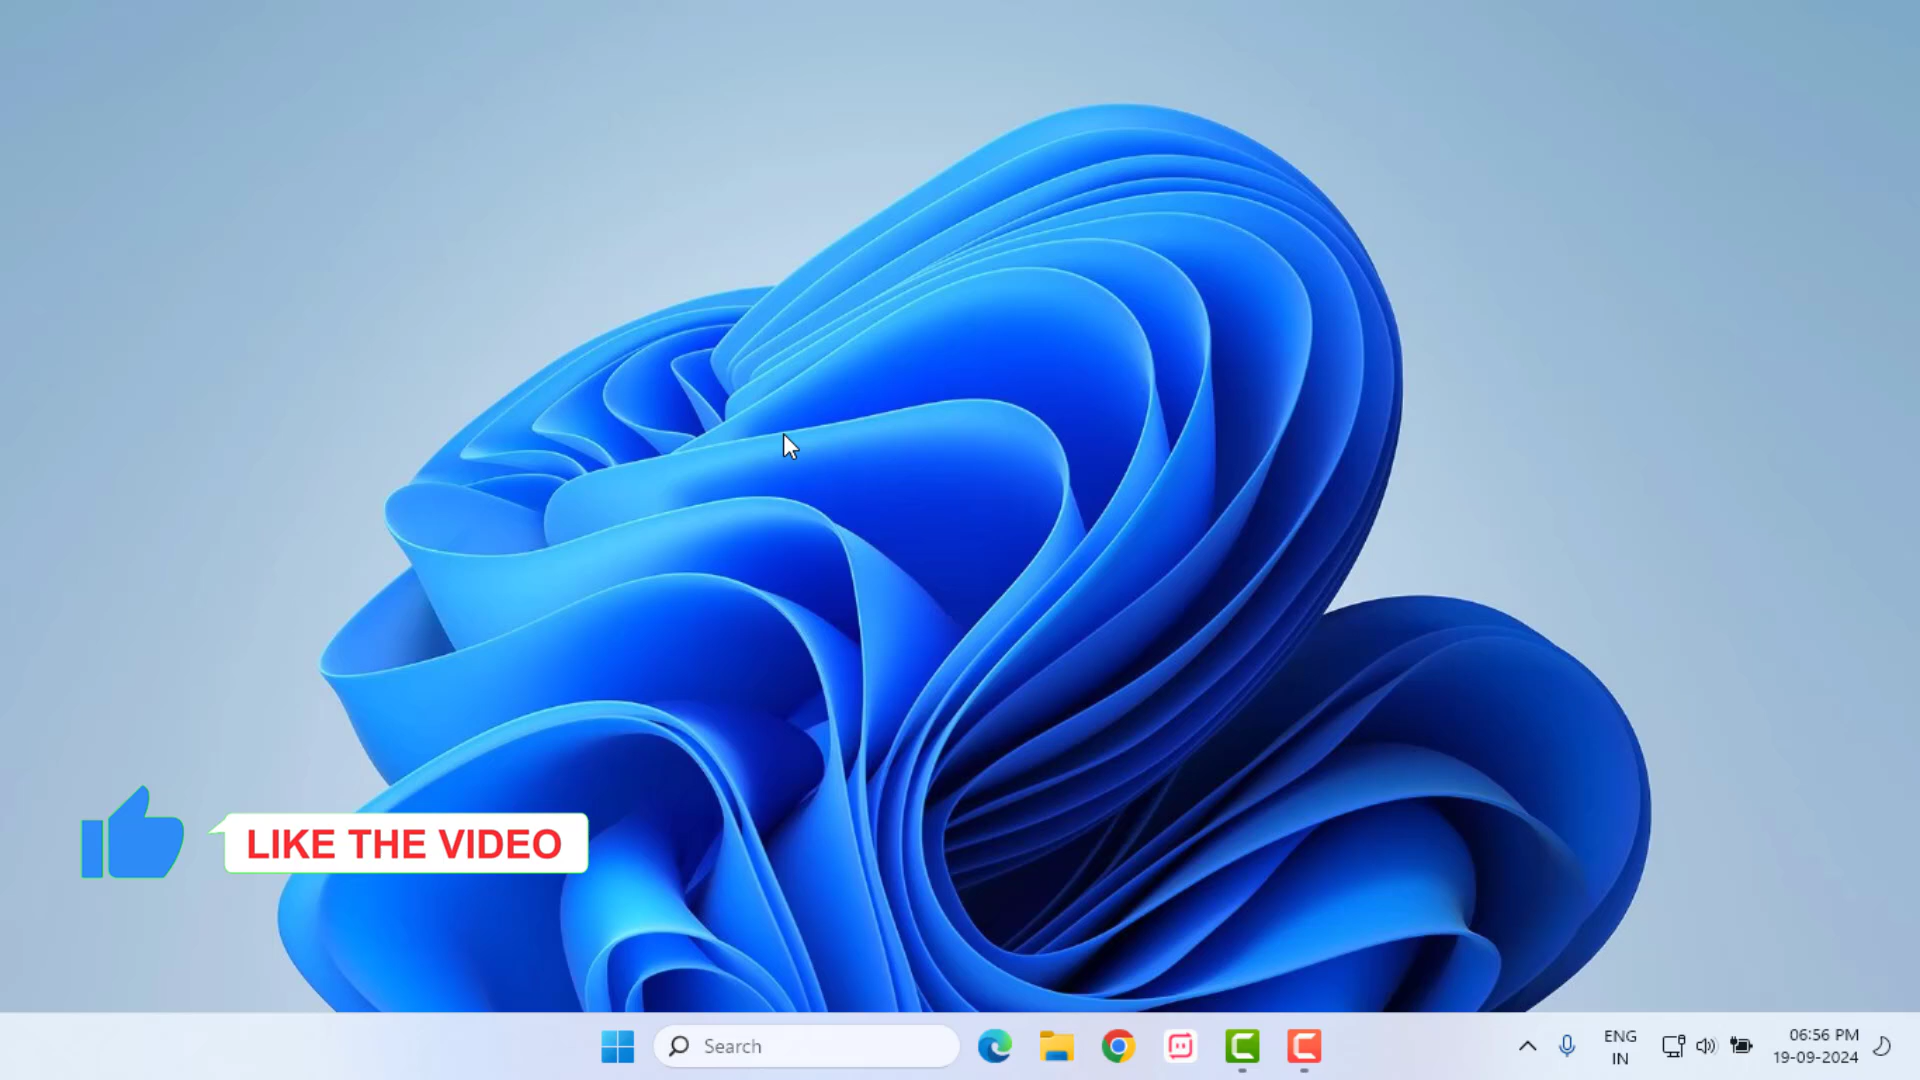 LIKE THE VIDEO
Search
ENG
IN
06:56 PM
19-09-2024